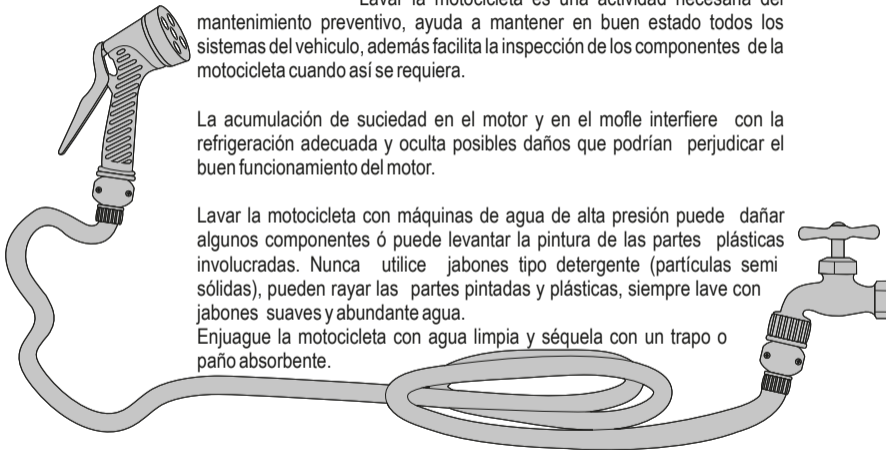 Lavar la motocicleta es una actividad necesaria del
mantenimiento preventivo, ayuda a mantener en buen estado todos los
sistemas del vehiculo, además facilita la inspección de los componentes de la
motocicleta cuando así se requiera.
La acumulación de suciedad en el motor y en el mofle interfiere con la
refrigeración adecuada y oculta posibles daños que podrían perjudicar el
buen funcionamiento del motor.
Lavar la motocicleta con máquinas de agua de alta presión puede dañar
algunos componentes ó puede levantar la pintura de las partes plásticas
involucradas. Nunca utilice jabones tipo detergente (partículas semi
sólidas), pueden rayar las partes pintadas y plásticas, siempre lave con
jabones suaves y abundante agua.
Enjuague la motocicleta con agua limpia y séquela con un trapo o
paño absorbente.